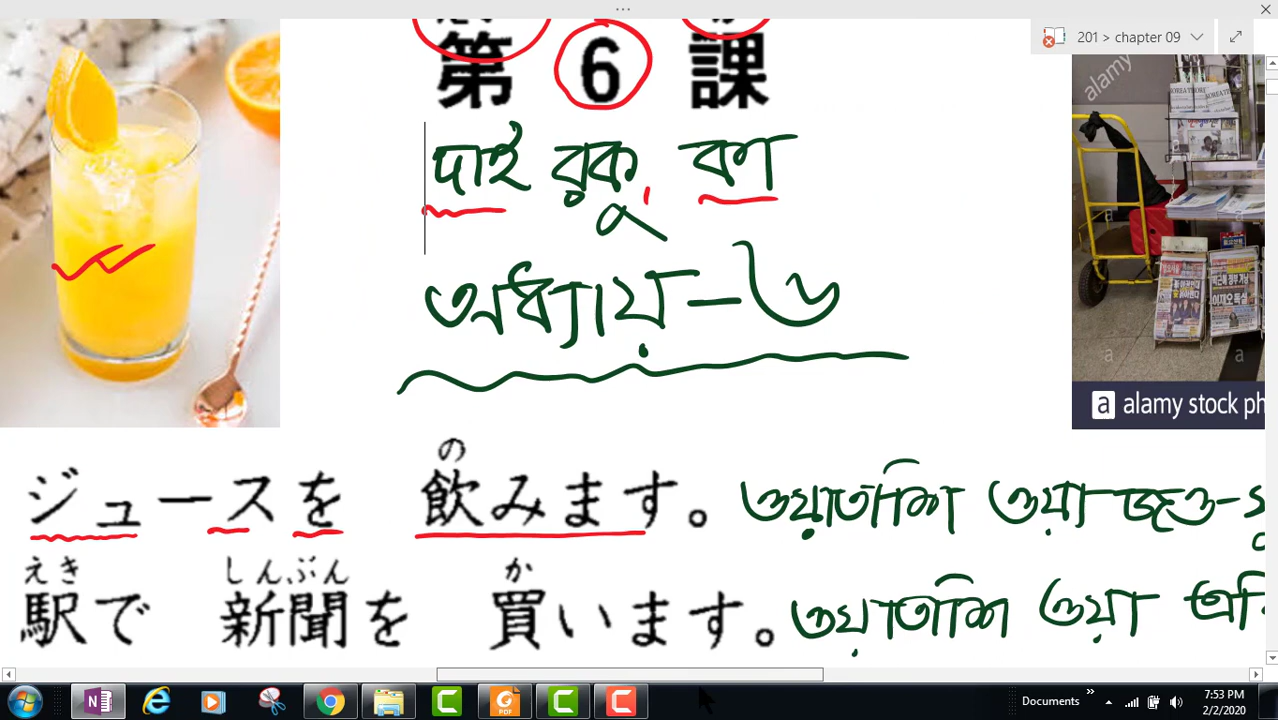 201 > chapter 09
第 6 課
দাই রকু কা
অধ্যায়-৬
alamy
a alamy stock ph
の
ジュースを 飲みます。 ওয়াতাশি ওয়া
えき しんぶん か
駅で 新聞を 買います。 ওয়াতাশি ওয়া
Documents
7:53 PM
2/2/2020